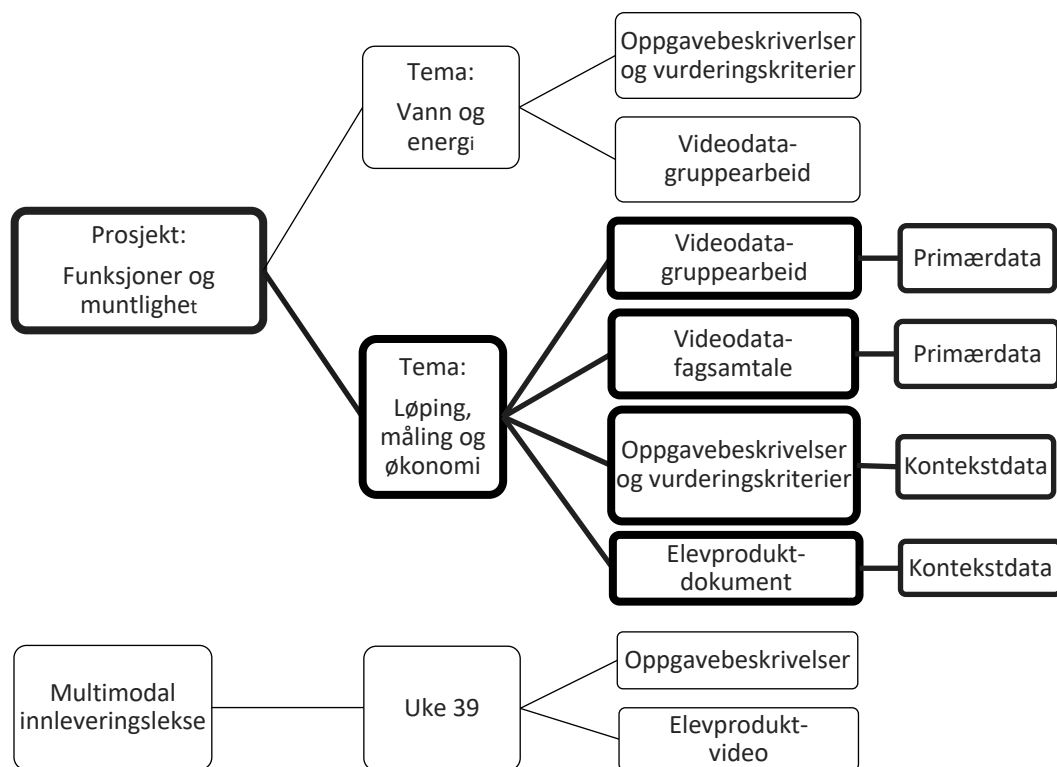 Oppgavebeskriverlser
og vurderingskriterier
Tema:
Vann og
energi
Videodata-
gruppearbeid
Prosjekt:
Funksjoner og
muntlighet
Videodata-
gruppearbeid
Primærdata
Videodata-
fagsamtale
Primærdata
Tema:
Løping,
måling og
økonomi
Oppgavebeskrivelser
og vurderingskriterier
Kontekstdata
Elevprodukt-
dokument
Kontekstdata
Multimodal
innleveringslekse
Uke 39
Oppgavebeskrivelser
Elevprodukt-
video